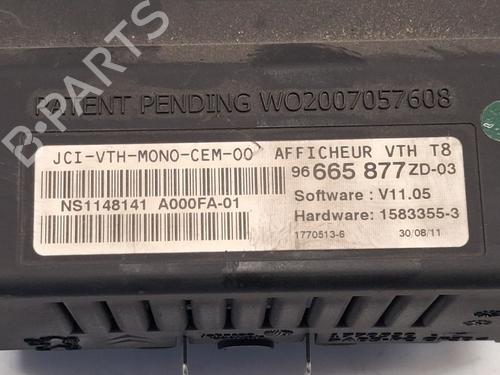 B-PARTS
PATENT PENDING WO2007057608
JCI-VTH-MONO-CEM-00 AFFICHEUR VTH T8
96 665 877 ZD-03
Software : V11.05
NS1148141 A000FA-01
Hardware: 1583355-3
1770513-6 30/08/11